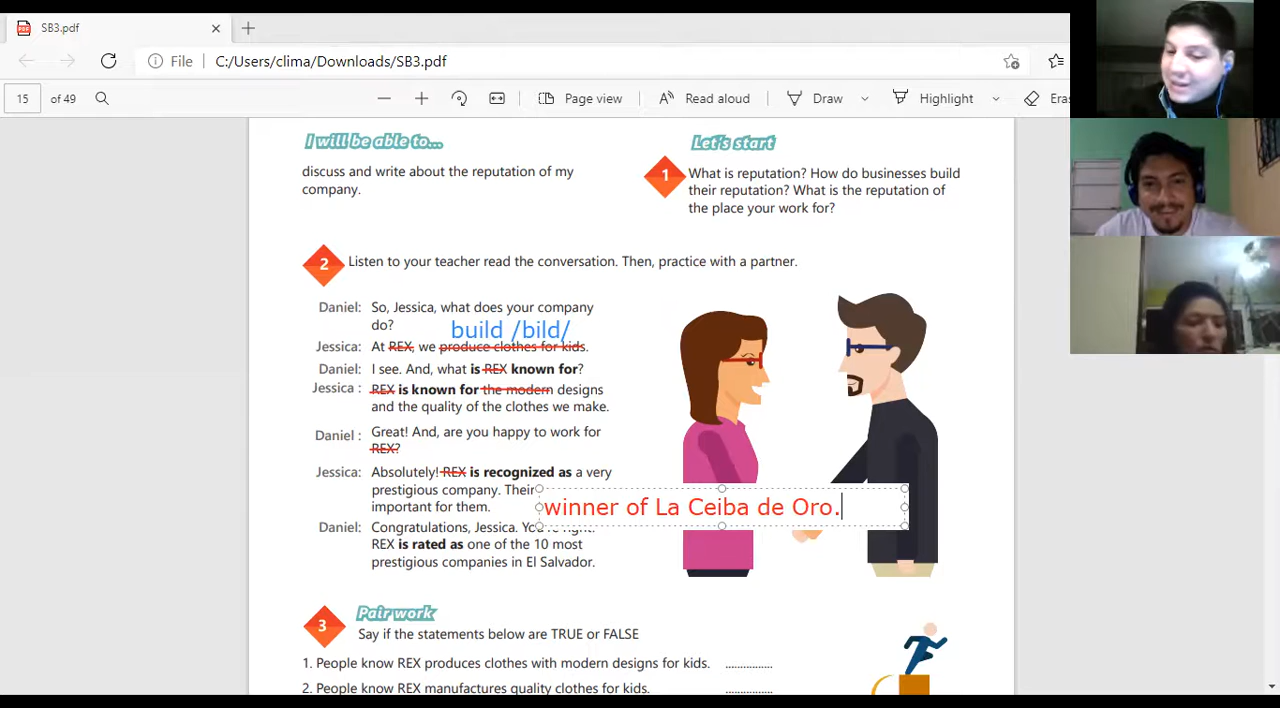 SB3.pdf
File C:/Users/clima/Downloads/SB3.pdf
15 of 49 Page view Read aloud Draw Highlight Eras
I will be able to...
discuss and write about the reputation of my
company.
Let's start
1 What is reputation? How do businesses build
their reputation? What is the reputation of
the place your work for?
2 Listen to your teacher read the conversation. Then, practice with a partner.
Daniel: So, Jessica, what does your company
do?
build /bild/
Jessica: At REX, we produce clothes for kids.
Daniel: I see. And, what is REX known for?
Jessica : REX is known for the modern designs
and the quality of the clothes we make.
Daniel : Great! And, are you happy to work for
REX?
Jessica: Absolutely! REX is recognized as a very
prestigious company. Their
important for them.
winner of La Ceiba de Oro.
Daniel: Congratulations, Jessica. You're right!
REX is rated as one of the 10 most
prestigious companies in El Salvador.
3 Pair work
Say if the statements below are TRUE or FALSE
1. People know REX produces clothes with modern designs for kids. ................
2. People know REX manufactures quality clothes for kids. ................